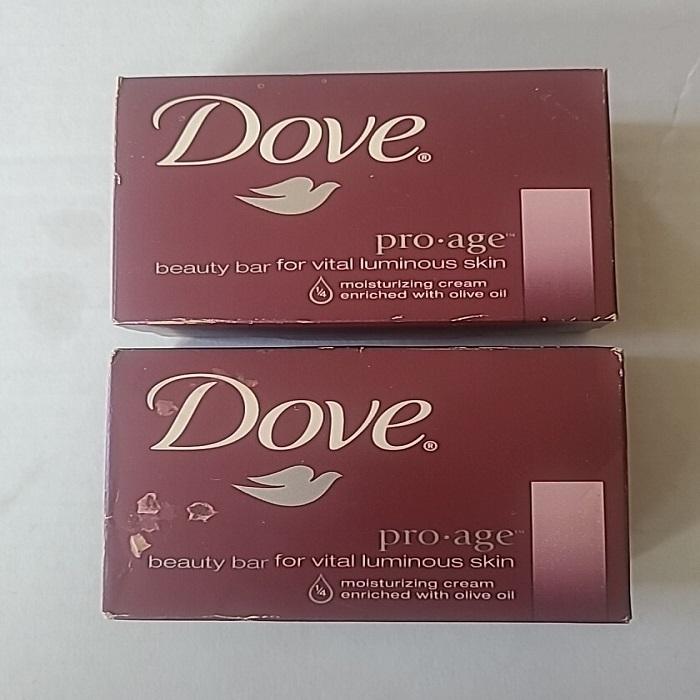 Dove®
pro·age™
beauty bar for vital luminous skin
¼ moisturizing cream
enriched with olive oil
Dove®
pro·age™
beauty bar for vital luminous skin
¼ moisturizing cream
enriched with olive oil